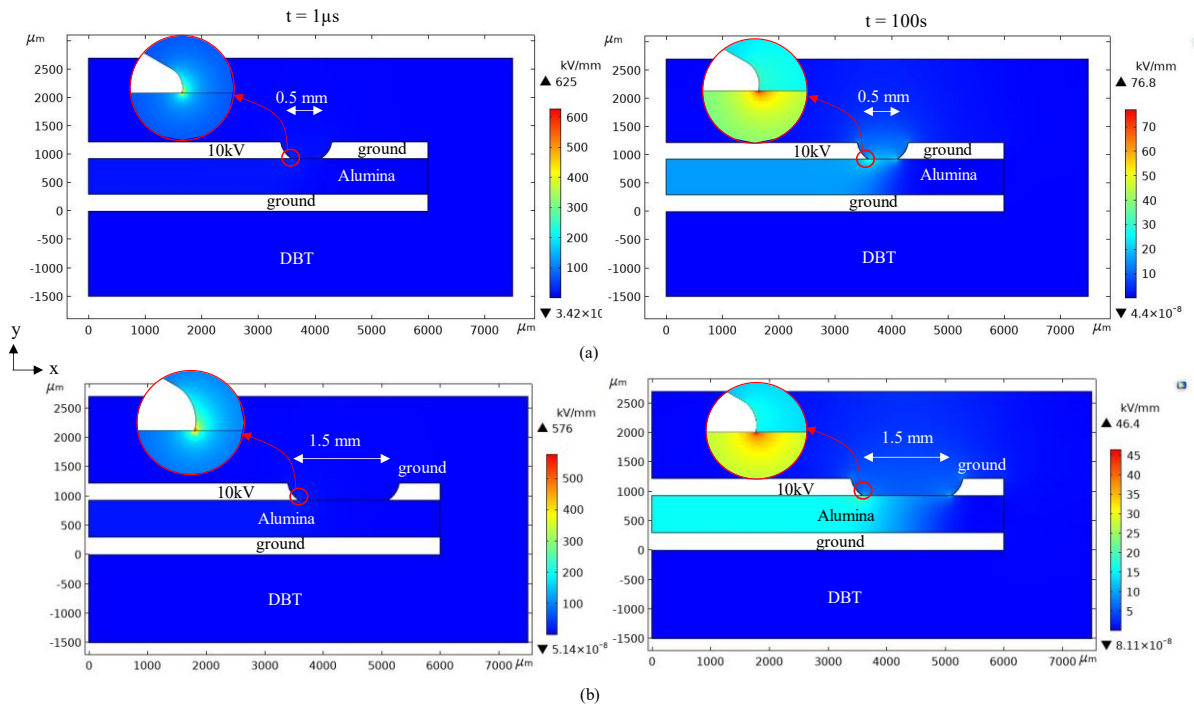 t = 1μs
t = 100s
μm
kV/mm
▲ 625
2500
2000
1500
1000
500
0
-500
-1000
-1500
0.5 mm
10kV
ground
Alumina
ground
DBT
600
500
400
300
200
100
▼ 3.42×10
0 1000 2000 3000 4000 5000 6000 7000 μm
μm
kV/mm
▲ 76.8
2500
2000
1500
1000
500
0
-500
-1000
-1500
0.5 mm
10kV
ground
Alumina
ground
DBT
70
60
50
40
30
20
10
▼ 4.4×10⁻⁸
0 1000 2000 3000 4000 5000 6000 7000 μm
(a)
y
x
μm
kV/mm
▲ 576
2500
2000
1500
1000
500
0
-500
-1000
-1500
1.5 mm
ground
10kV
Alumina
ground
DBT
500
400
300
200
100
▼ 5.14×10⁻⁸
0 1000 2000 3000 4000 5000 6000 7000 μm
μm
kV/mm
▲ 46.4
2500
2000
1500
1000
500
0
-500
-1000
-1500
1.5 mm
ground
10kV
Alumina
ground
DBT
45
40
35
30
25
20
15
10
5
▼ 8.11×10⁻⁸
0 1000 2000 3000 4000 5000 6000 7000 μm
(b)